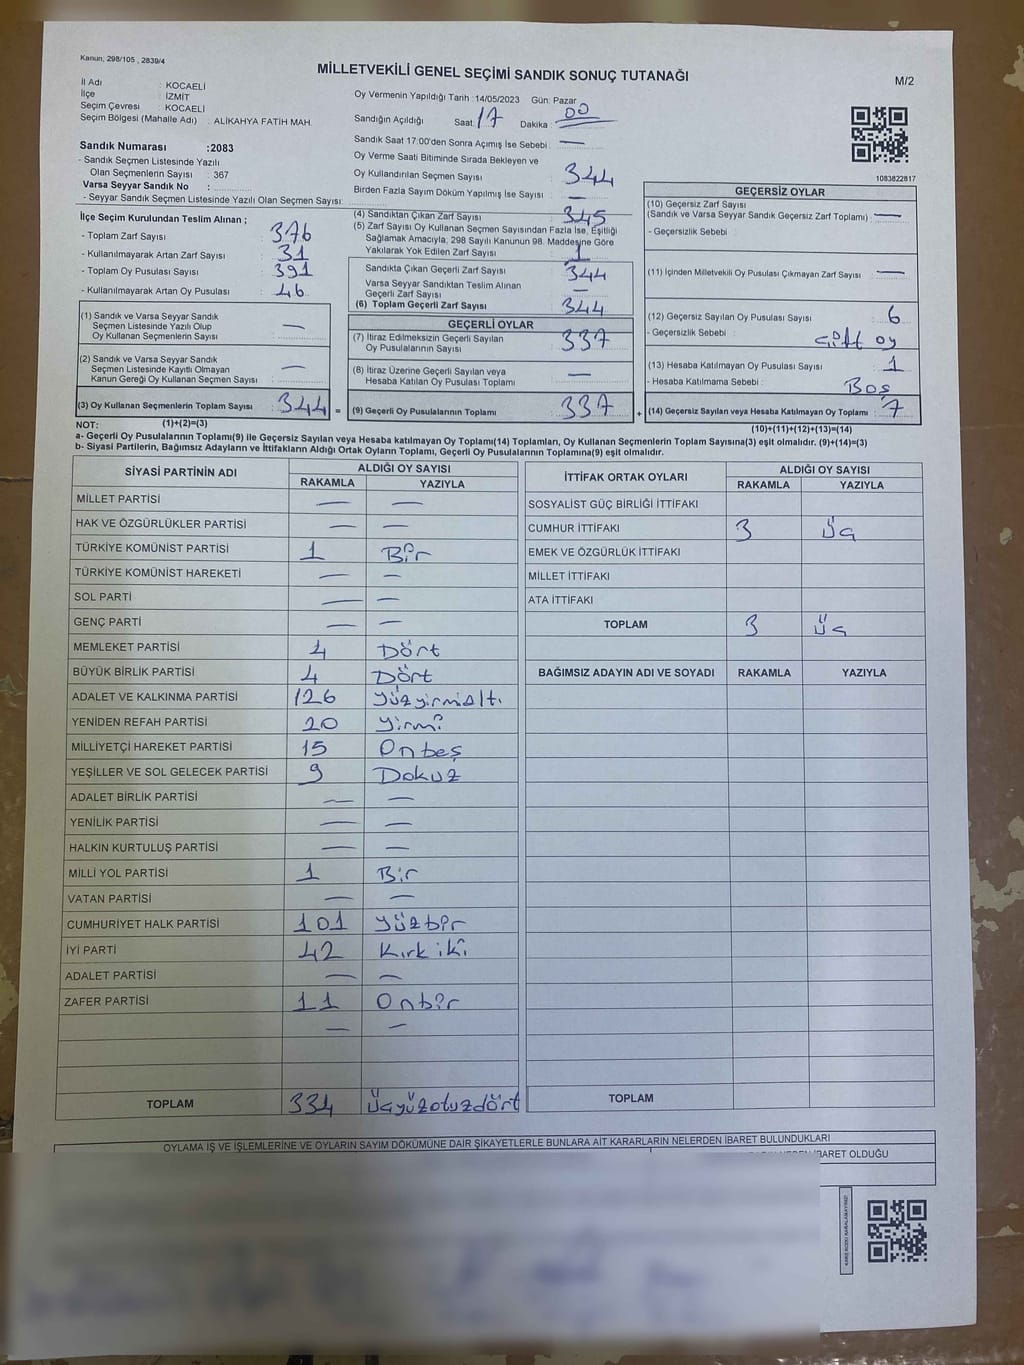 Kanun, 298/105 , 2839/4
MİLLETVEKİLİ GENEL SEÇİMİ SANDIK SONUÇ TUTANAĞI
M/2
İl Adı : KOCAELİ
İlçe : İZMİT
Seçim Çevresi : KOCAELİ
Seçim Bölgesi (Mahalle Adı) : ALİKAHYA FATİH MAH.
Oy Vermenin Yapıldığı Tarih :14/05/2023 Gün: Pazar
Sandığın Açıldığı Saat: 17 Dakika : 00
Sandık Saat 17:00'den Sonra Açımış İse Sebebi : —
Oy Verme Saati Bitiminde Sırada Bekleyen ve
Oy Kullandırılan Seçmen Sayısı : 344
Birden Fazla Sayım Döküm Yapılmış İse Sayısı : —
Sandık Numarası :2083
- Sandık Seçmen Listesinde Yazılı
Olan Seçmenlerin Sayısı : 367
Varsa Seyyar Sandık No :
- Seyyar Sandık Seçmen Listesinde Yazılı Olan Seçmen Sayısı:
1083822817
İlçe Seçim Kurulundan Teslim Alınan ;
- Toplam Zarf Sayısı : 376
- Kullanılmayarak Artan Zarf Sayısı : 31
- Toplam Oy Pusulası Sayısı : 391
- Kullanılmayarak Artan Oy Pusulası : 46
(1) Sandık ve Varsa Seyyar Sandık
Seçmen Listesinde Yazılı Olup
Oy Kullanan Seçmenlerin Sayısı : —
(2) Sandık ve Varsa Seyyar Sandık
Seçmen Listesinde Kayıtlı Olmayan
Kanun Gereği Oy Kullanan Seçmen Sayısı : —
(3) Oy Kullanan Seçmenlerin Toplam Sayısı : 344 =
(1)+(2)=(3)
(4) Sandıktan Çıkan Zarf Sayısı : 345
(5) Zarf Sayısı Oy Kullanan Seçmen Sayısından Fazla İse, Eşitliği
Sağlamak Amacıyla, 298 Sayılı Kanunun 98. Maddesine Göre
Yakılarak Yok Edilen Zarf Sayısı : 1
Sandıkta Çıkan Geçerli Zarf Sayısı : 344
Varsa Seyyar Sandıktan Teslim Alınan
Geçerli Zarf Sayısı : —
(6) Toplam Geçerli Zarf Sayısı : 344
GEÇERLİ OYLAR
(7) İtiraz Edilmeksizin Geçerli Sayılan
Oy Pusulalarının Sayısı : 337
(8) İtiraz Üzerine Geçerli Sayılan veya
Hesaba Katılan Oy Pusulası Toplamı : —
(9) Geçerli Oy Pusulalarının Toplamı : 337 +
GEÇERSİZ OYLAR
(10) Geçersiz Zarf Sayısı
(Sandık ve Varsa Seyyar Sandık Geçersiz Zarf Toplamı) : —
- Geçersizlik Sebebi :
(11) İçinden Milletvekili Oy Pusulası Çıkmayan Zarf Sayısı : —
(12) Geçersiz Sayılan Oy Pusulası Sayısı : 6
- Geçersizlik Sebebi : çift oy
(13) Hesaba Katılmayan Oy Pusulası Sayısı : 1
- Hesaba Katılmama Sebebi : Boş
(14) Geçersiz Sayılan veya Hesaba Katılmayan Oy Toplamı : 7
(10)+(11)+(12)+(13)=(14)
NOT:
a- Geçerli Oy Pusulalarının Toplamı(9) ile Geçersiz Sayılan veya Hesaba katılmayan Oy Toplamı(14) Toplamları, Oy Kullanan Seçmenlerin Toplam Sayısına(3) eşit olmalıdır. (9)+(14)=(3)
b- Siyasi Partilerin, Bağımsız Adayların ve İttifakların Aldığı Ortak Oyların Toplamı, Geçerli Oy Pusulalarının Toplamına(9) eşit olmalıdır.
SİYASİ PARTİNİN ADI ALDIĞI OY SAYISI
RAKAMLA YAZIYLA
MİLLET PARTİSİ — —
HAK VE ÖZGÜRLÜKLER PARTİSİ — —
TÜRKİYE KOMÜNİST PARTİSİ 1 Bir
TÜRKİYE KOMÜNİST HAREKETİ — —
SOL PARTİ — —
GENÇ PARTİ — —
MEMLEKET PARTİSİ 4 Dört
BÜYÜK BİRLİK PARTİSİ 4 Dört
ADALET VE KALKINMA PARTİSİ 126 yüzyirmialtı
YENİDEN REFAH PARTİSİ 20 yirmi
MİLLİYETÇİ HAREKET PARTİSİ 15 Onbeş
YEŞİLLER VE SOL GELECEK PARTİSİ 9 Dokuz
ADALET BİRLİK PARTİSİ — —
YENİLİK PARTİSİ — —
HALKIN KURTULUŞ PARTİSİ — —
MİLLİ YOL PARTİSİ 1 Bir
VATAN PARTİSİ — —
CUMHURİYET HALK PARTİSİ 101 yüzbir
İYİ PARTİ 42 Kırk iki
ADALET PARTİSİ — —
ZAFER PARTİSİ 11 Onbir
— —
TOPLAM 334 üçyüzotuzdört
İTTİFAK ORTAK OYLARI ALDIĞI OY SAYISI
RAKAMLA YAZIYLA
SOSYALİST GÜÇ BİRLİĞİ İTTİFAKI
CUMHUR İTTİFAKI 3 üç
EMEK VE ÖZGÜRLÜK İTTİFAKI
MİLLET İTTİFAKI
ATA İTTİFAKI
TOPLAM 3 üç
BAĞIMSIZ ADAYIN ADI VE SOYADI RAKAMLA YAZIYLA
TOPLAM
OYLAMA İŞ VE İŞLEMLERİNE VE OYLARIN SAYIM DÖKÜMÜNE DAİR ŞİKAYETLERLE BUNLARA AİT KARARLARIN NELERDEN İBARET BULUNDUKLARI
İBARET OLDUĞU